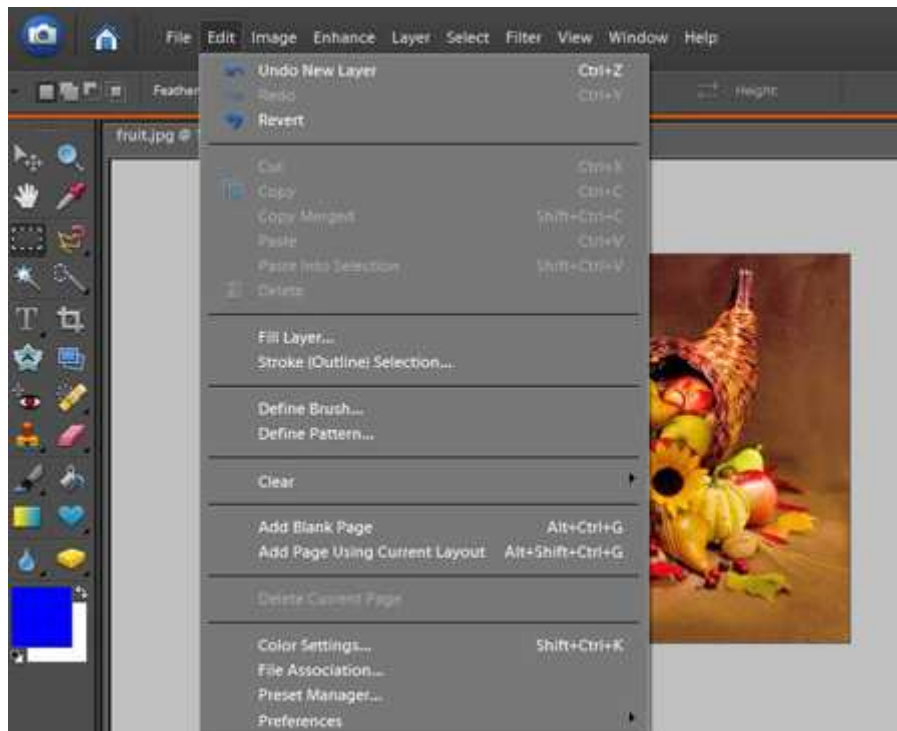 File Edit Image Enhance Layer Select Filter View Window Help
Undo New Layer Ctrl+Z
Redo Ctrl+Y
Feather Height:
Revert
fruit.jpg @
Cut Ctrl+X
Copy Ctrl+C
Copy Merged Shift+Ctrl+C
Paste Ctrl+V
Paste Into Selection Shift+Ctrl+V
Delete
Fill Layer...
Stroke (Outline) Selection...
Define Brush...
Define Pattern...
Clear
Add Blank Page Alt+Ctrl+G
Add Page Using Current Layout Alt+Shift+Ctrl+G
Delete Current Page
Color Settings... Shift+Ctrl+K
File Association...
Preset Manager...
Preferences